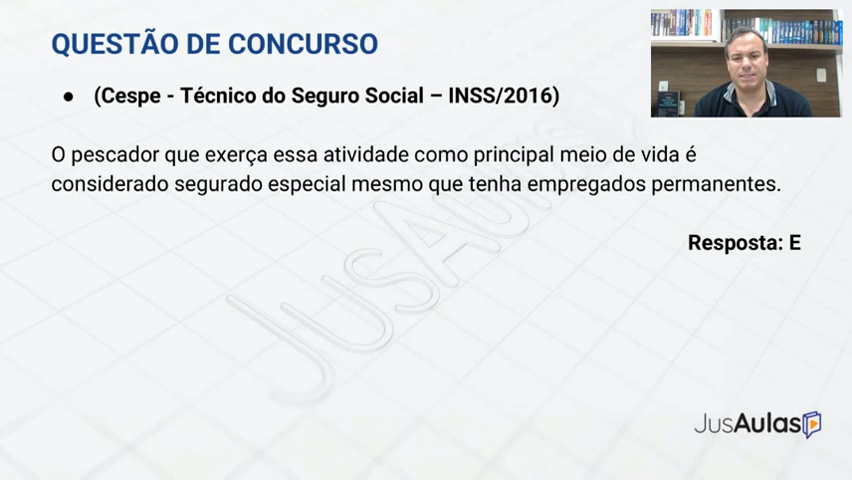 QUESTÃO DE CONCURSO
● (Cespe - Técnico do Seguro Social – INSS/2016)
O pescador que exerça essa atividade como principal meio de vida é
considerado segurado especial mesmo que tenha empregados permanentes.
Resposta: E
JusAulas
JusAulas